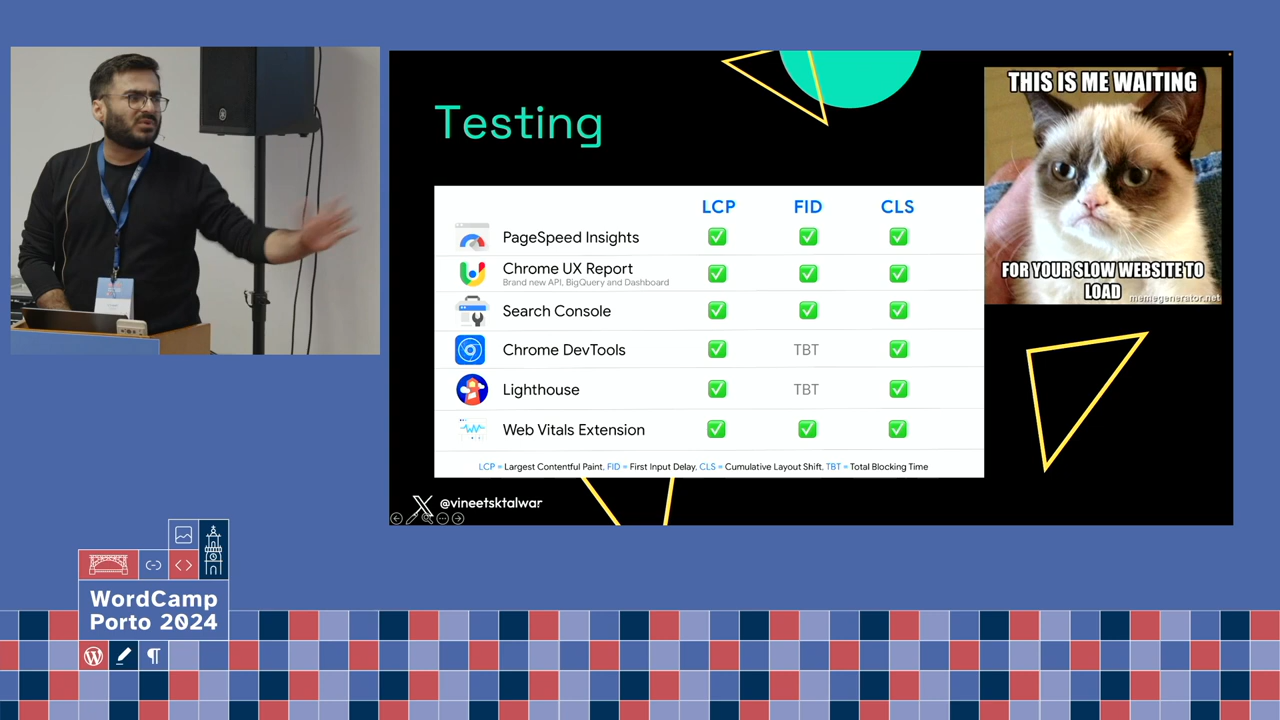 Testing
THIS IS ME WAITING
FOR YOUR SLOW WEBSITE TO
LOAD
memegenerator.net
LCP FID CLS
PageSpeed Insights
Chrome UX Report
Brand new API, BigQuery and Dashboard
Search Console
Chrome DevTools TBT
Lighthouse TBT
Web Vitals Extension
LCP = Largest Contentful Paint, FID = First Input Delay, CLS = Cumulative Layout Shift, TBT = Total Blocking Time
@vineetsktalwar
WordCamp
Porto 2024